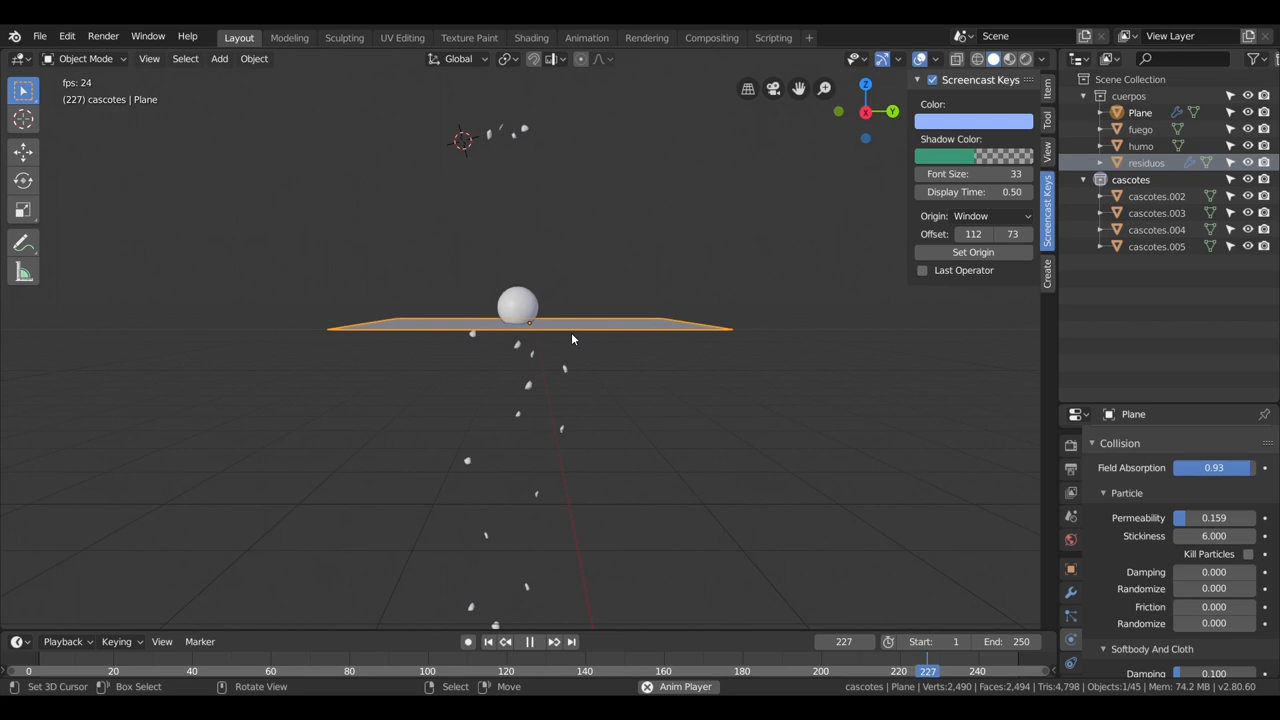 File Edit Render Window Help Layout Modeling Sculpting UV Editing Texture Paint Shading Animation Rendering Compositing Scripting + Scene View Layer
Object Mode View Select Add Object Global
fps: 24
(227) cascotes | Plane
Z
X
Y
Screencast Keys
Color:
Shadow Color:
Font Size: 33
Display Time: 0.50
Origin: Window
Offset: 112 73
Set Origin
Last Operator
Item
Tool
View
Screencast Keys
Create
Scene Collection
cuerpos
Plane
fuego
humo
residuos
cascotes
cascotes.002
cascotes.003
cascotes.004
cascotes.005
Plane
Collision
Field Absorption 0.93
Particle
Permeability 0.159
Stickiness 6.000
Kill Particles
Damping 0.000
Randomize 0.000
Friction 0.000
Randomize 0.000
Softbody And Cloth
Damping 0.100
Playback Keying View Marker 227 Start: 1 End: 250
0 20 40 60 80 100 120 140 160 180 200 220 227 240
Set 3D Cursor Box Select Rotate View Select Move Anim Player cascotes | Plane | Verts:2,490 | Faces:2,494 | Tris:4,798 | Objects:1/45 | Mem: 74.2 MB | v2.80.60